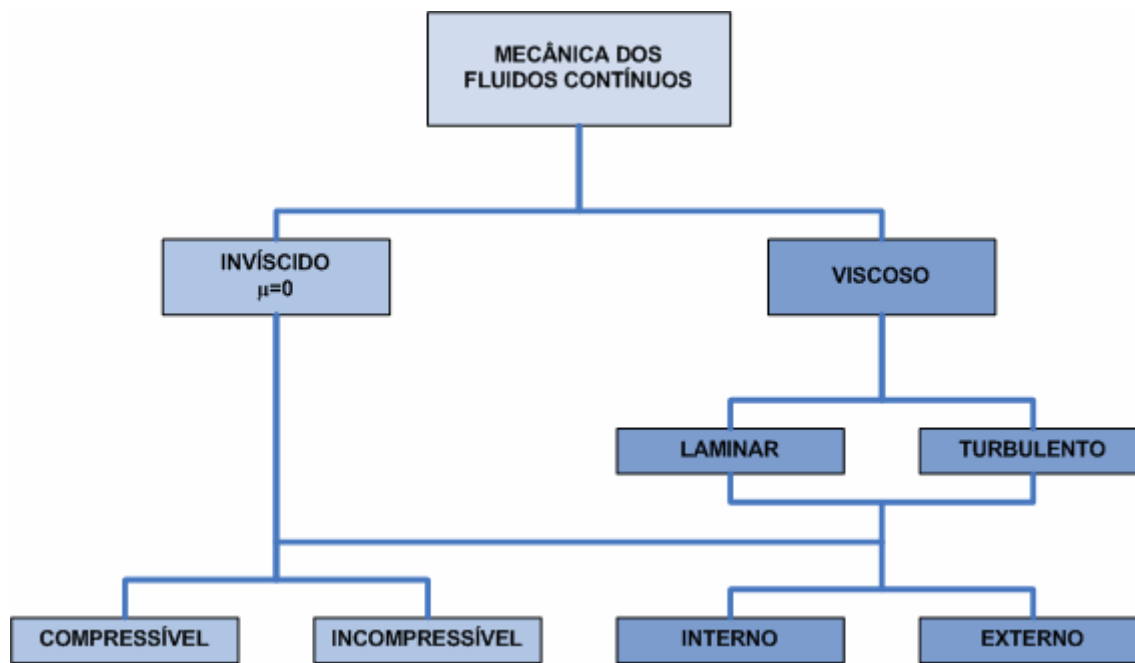 MECÂNICA DOS
FLUIDOS CONTÍNUOS
INVÍSCIDO
μ=0
VISCOSO
LAMINAR
TURBULENTO
COMPRESSÍVEL
INCOMPRESSÍVEL
INTERNO
EXTERNO